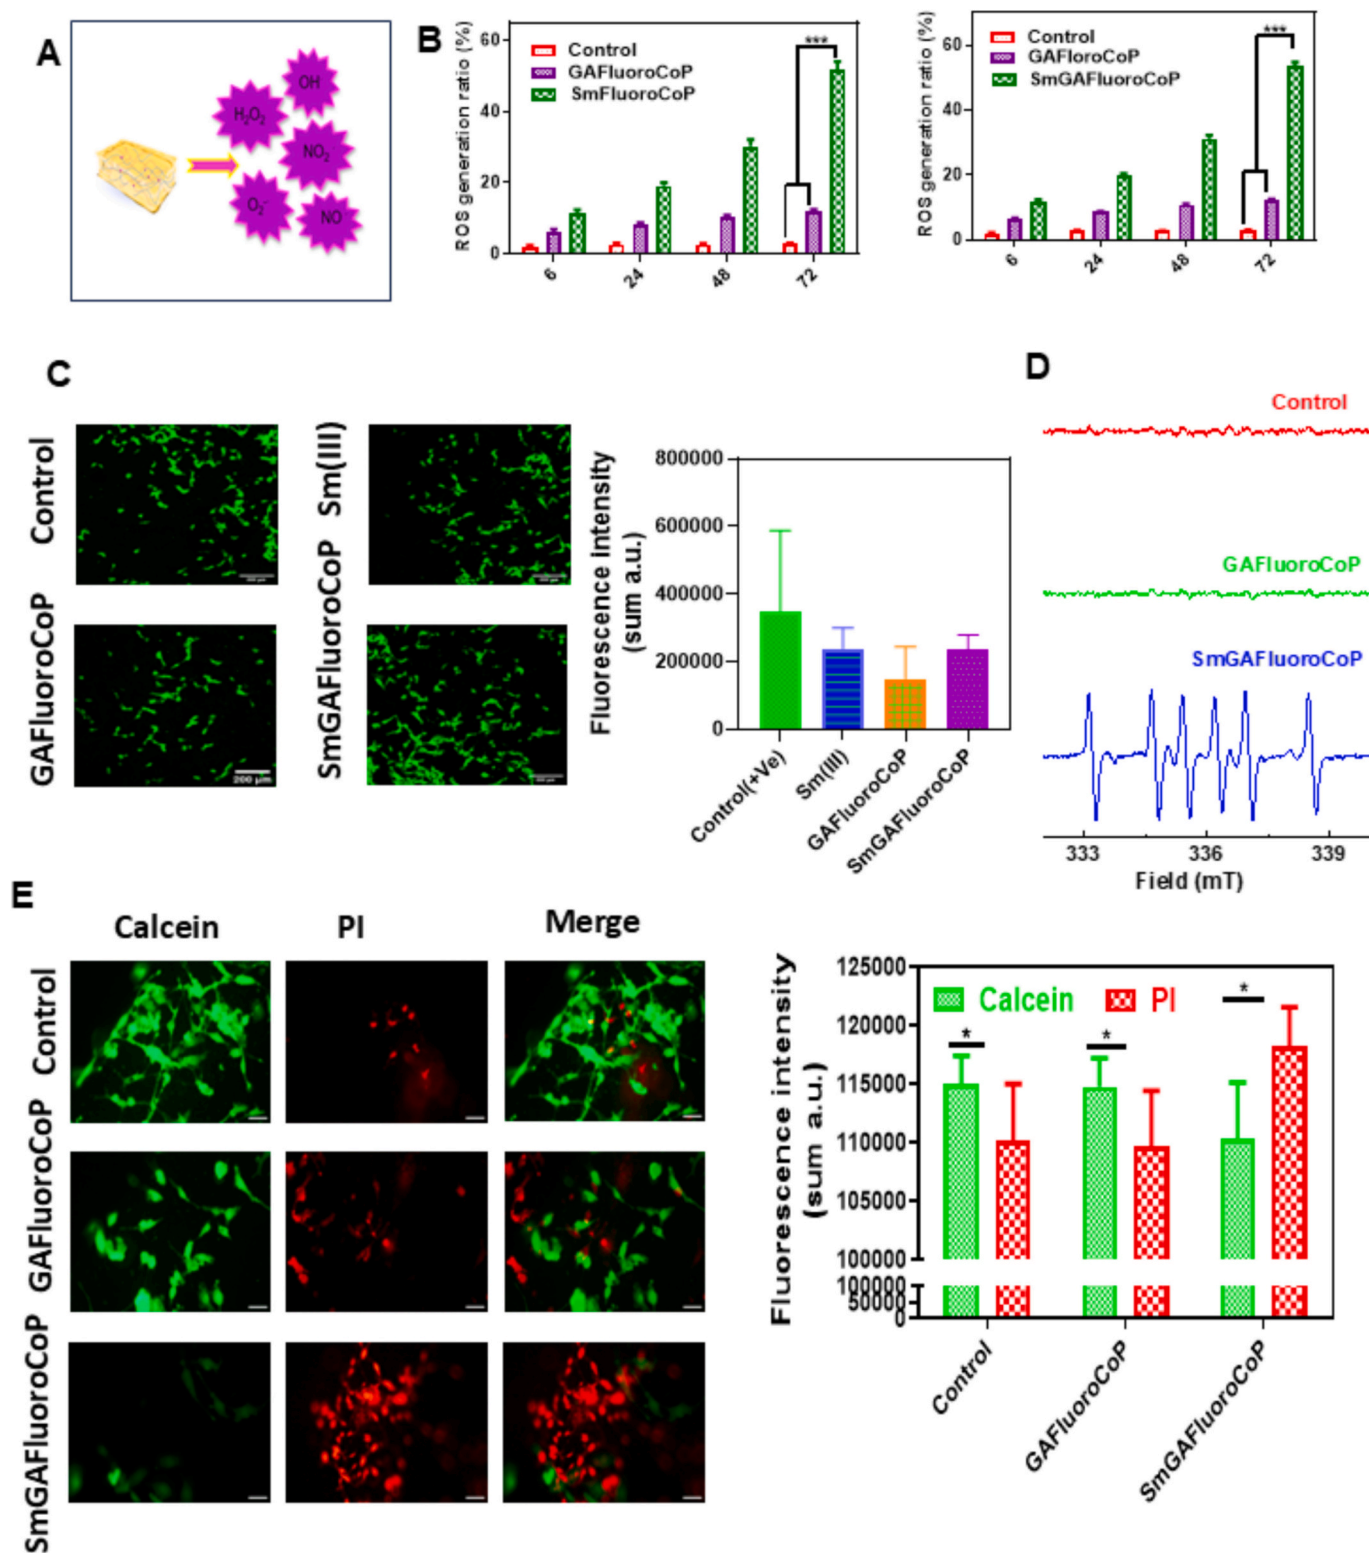 A
OH
H₂O₂
NO₂
O₂⁻
NO
B
ROS generation ratio (%)
60
40
20
0
Control
GAFluoroCoP
SmFluoroCoP
***
6
24
48
72
ROS generation ratio (%)
60
40
20
0
Control
GAFloroCoP
SmGAFluoroCoP
***
6
24
48
72
C
Control
Sm(III)
GAFluoroCoP
200 µm
SmGAFluoroCoP
Fluorescence intensity
(sum a.u.)
800000
600000
400000
200000
0
Control(+Ve)
Sm(III)
GAFluoroCoP
SmGAFluoroCoP
D
Control
GAFluoroCoP
SmGAFluoroCoP
333
336
339
Field (mT)
E
Calcein
PI
Merge
Control
GAFluoroCoP
SmGAFluoroCoP
Fluorescence intensity
(sum a.u.)
125000
120000
115000
110000
105000
100000
100000
50000
0
Calcein
PI
*
*
*
Control
GAFluoroCoP
SmGAFluoroCoP